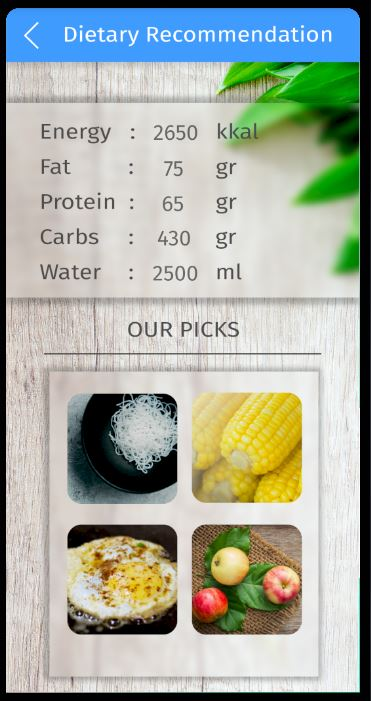 Dietary Recommendation
Energy : 2650 kkal
Fat : 75 gr
Protein : 65 gr
Carbs : 430 gr
Water : 2500 ml
OUR PICKS